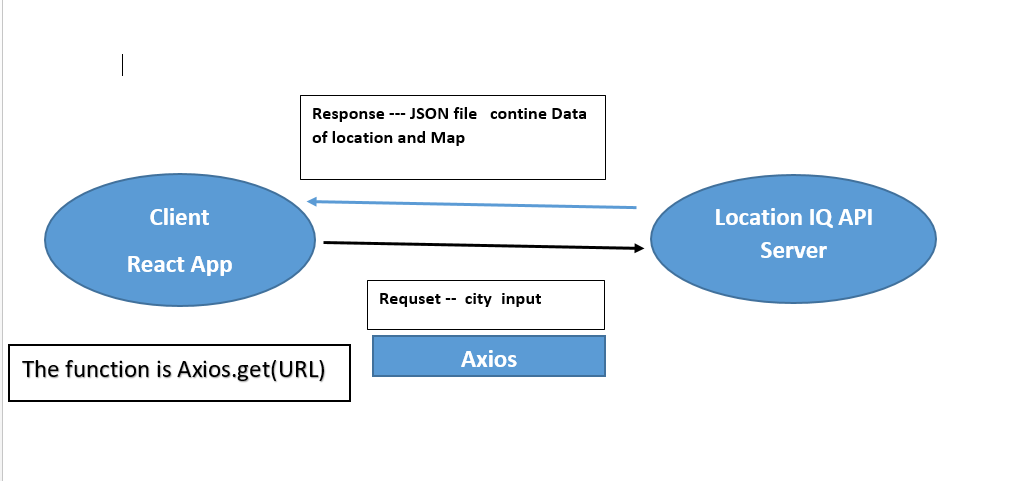 Response --- JSON file contine Data
of location and Map
Client
React App
Location IQ API
Server
Requset -- city input
Axios
The function is Axios.get(URL)